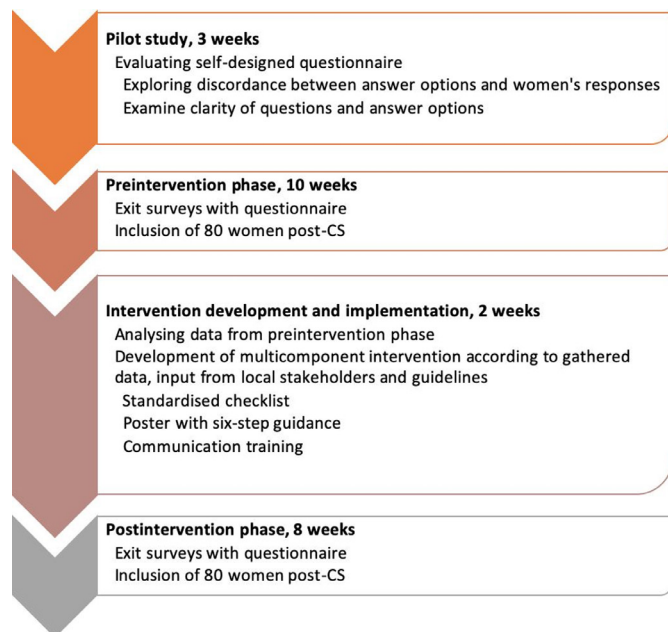 Pilot study, 3 weeks
Evaluating self-designed questionnaire
Exploring discordance between answer options and women's responses
Examine clarity of questions and answer options
Preintervention phase, 10 weeks
Exit surveys with questionnaire
Inclusion of 80 women post-CS
Intervention development and implementation, 2 weeks
Analysing data from preintervention phase
Development of multicomponent intervention according to gathered
data, input from local stakeholders and guidelines
Standardised checklist
Poster with six-step guidance
Communication training
Postintervention phase, 8 weeks
Exit surveys with questionnaire
Inclusion of 80 women post-CS